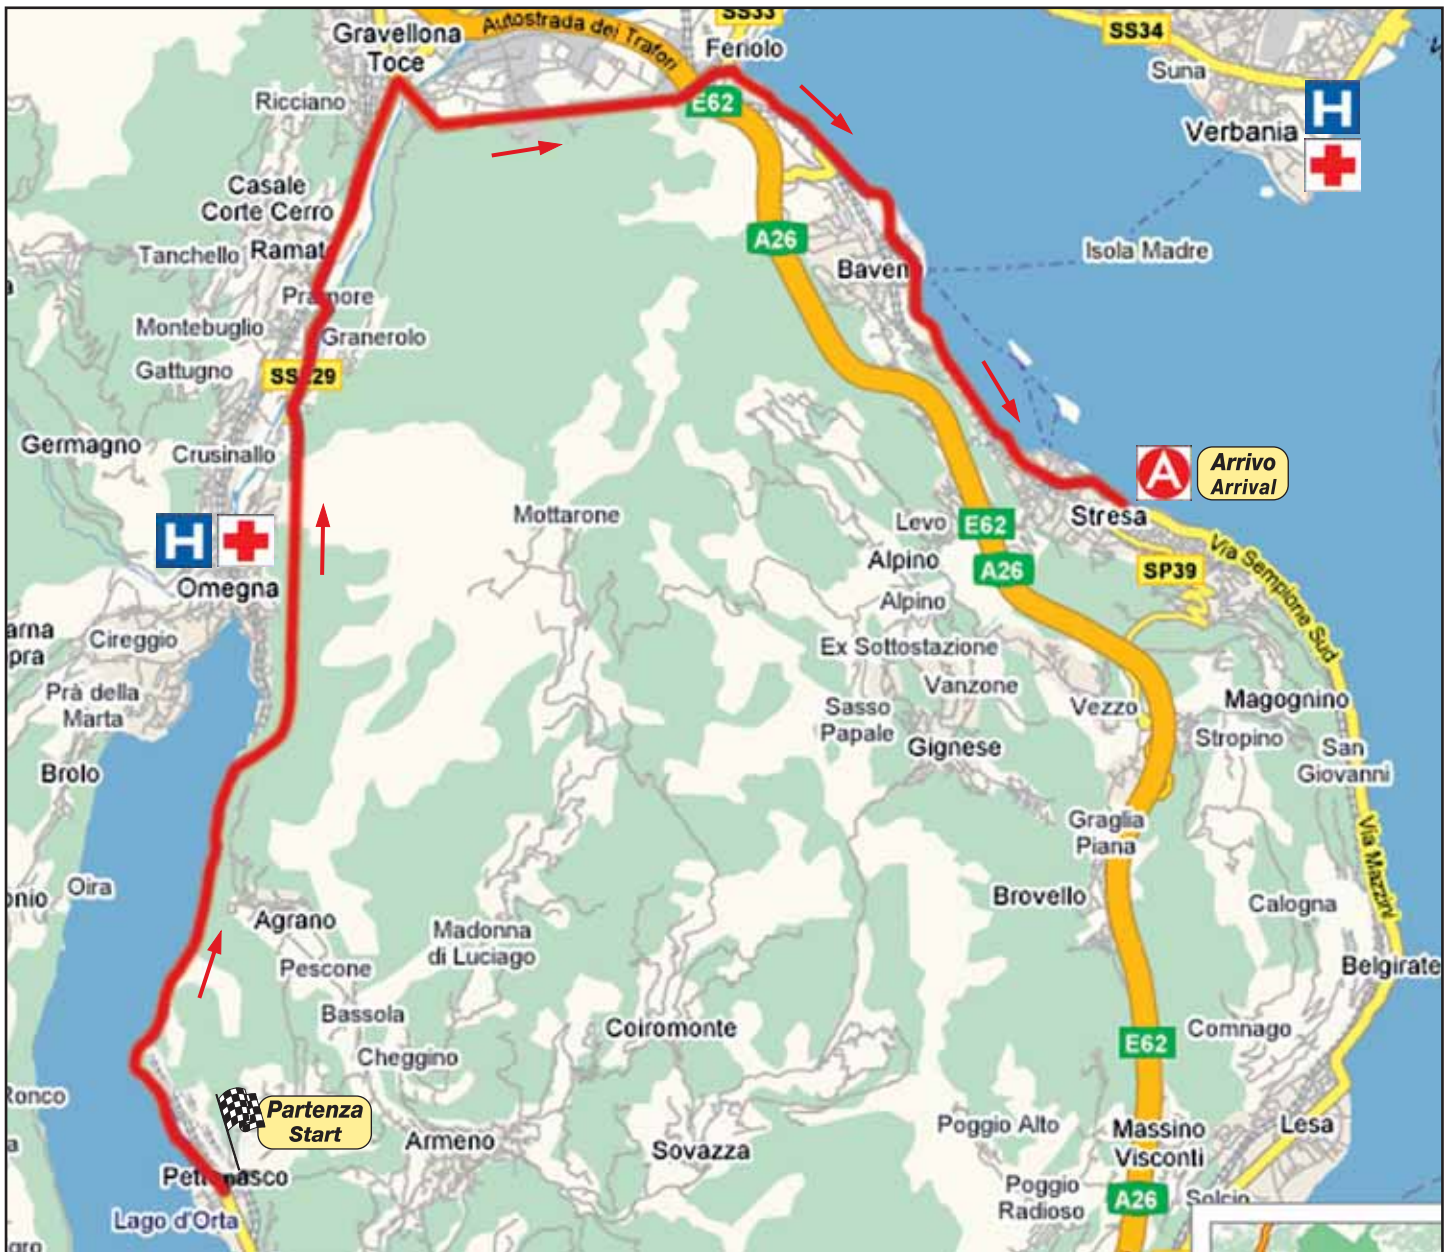 SS33
Gravellona
Toce
Autostrada dei Trafori
Feriolo
SS34
Suna
Ricciano
E62
H
Verbania
Casale
Corte Cerro
Tanchello
A26
Isola Madre
Montebuglio
Granerolo
Gattugno
Germagno
Crusinallo
A
Arrivo
Arrival
Mottarone
Levo
E62
Stresa
H
Alpino
A26
SP39
Via Sempione Sud
Omegna
Alpino
Cireggio
Ex Sottostazione
Prà della
Marta
Vanzone
Vezzo
Magognino
Sasso
Papale
Gignese
Stropino
San
Giovanni
Brolo
Graglia
Piana
Via Mazzini
Oira
Brovello
Calogna
Agrano
Madonna
di Luciago
Pescone
Belgirate
Bassola
Coiromonte
E62
Comnago
Cheggino
Partenza
Start
Armeno
Poggio Alto
Massino
Visconti
Lesa
Sovazza
Poggio
Radioso
A26
Lago d'Orta